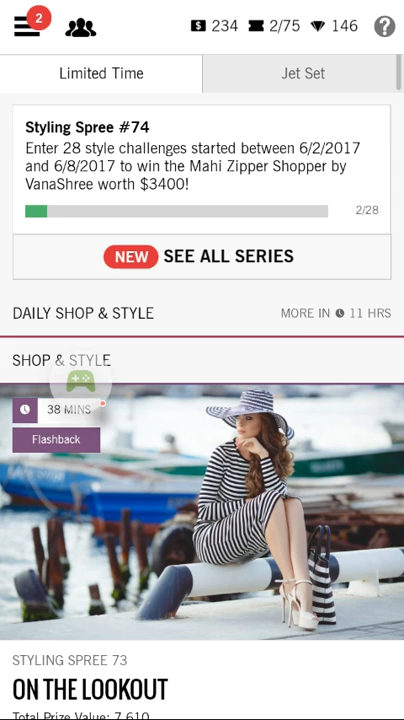 2
$ 234
2/75
146
?
Limited Time
Jet Set
Styling Spree #74
Enter 28 style challenges started between 6/2/2017
and 6/8/2017 to win the Mahi Zipper Shopper by
VanaShree worth $3400!
2/28
NEW SEE ALL SERIES
DAILY SHOP & STYLE
MORE IN 11 HRS
SHOP & STYLE
38 MINS
Flashback
STYLING SPREE 73
ON THE LOOKOUT
Total Prize Value: 7,610